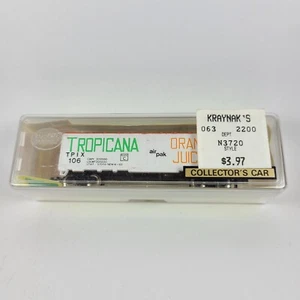 KRAYNAK'S
063 2200
DEPT
N3720
STYLE
$3.97
TROPICANA
ORAN
TPIX
106
air pak
JUIC
COLLECTOR'S CAR